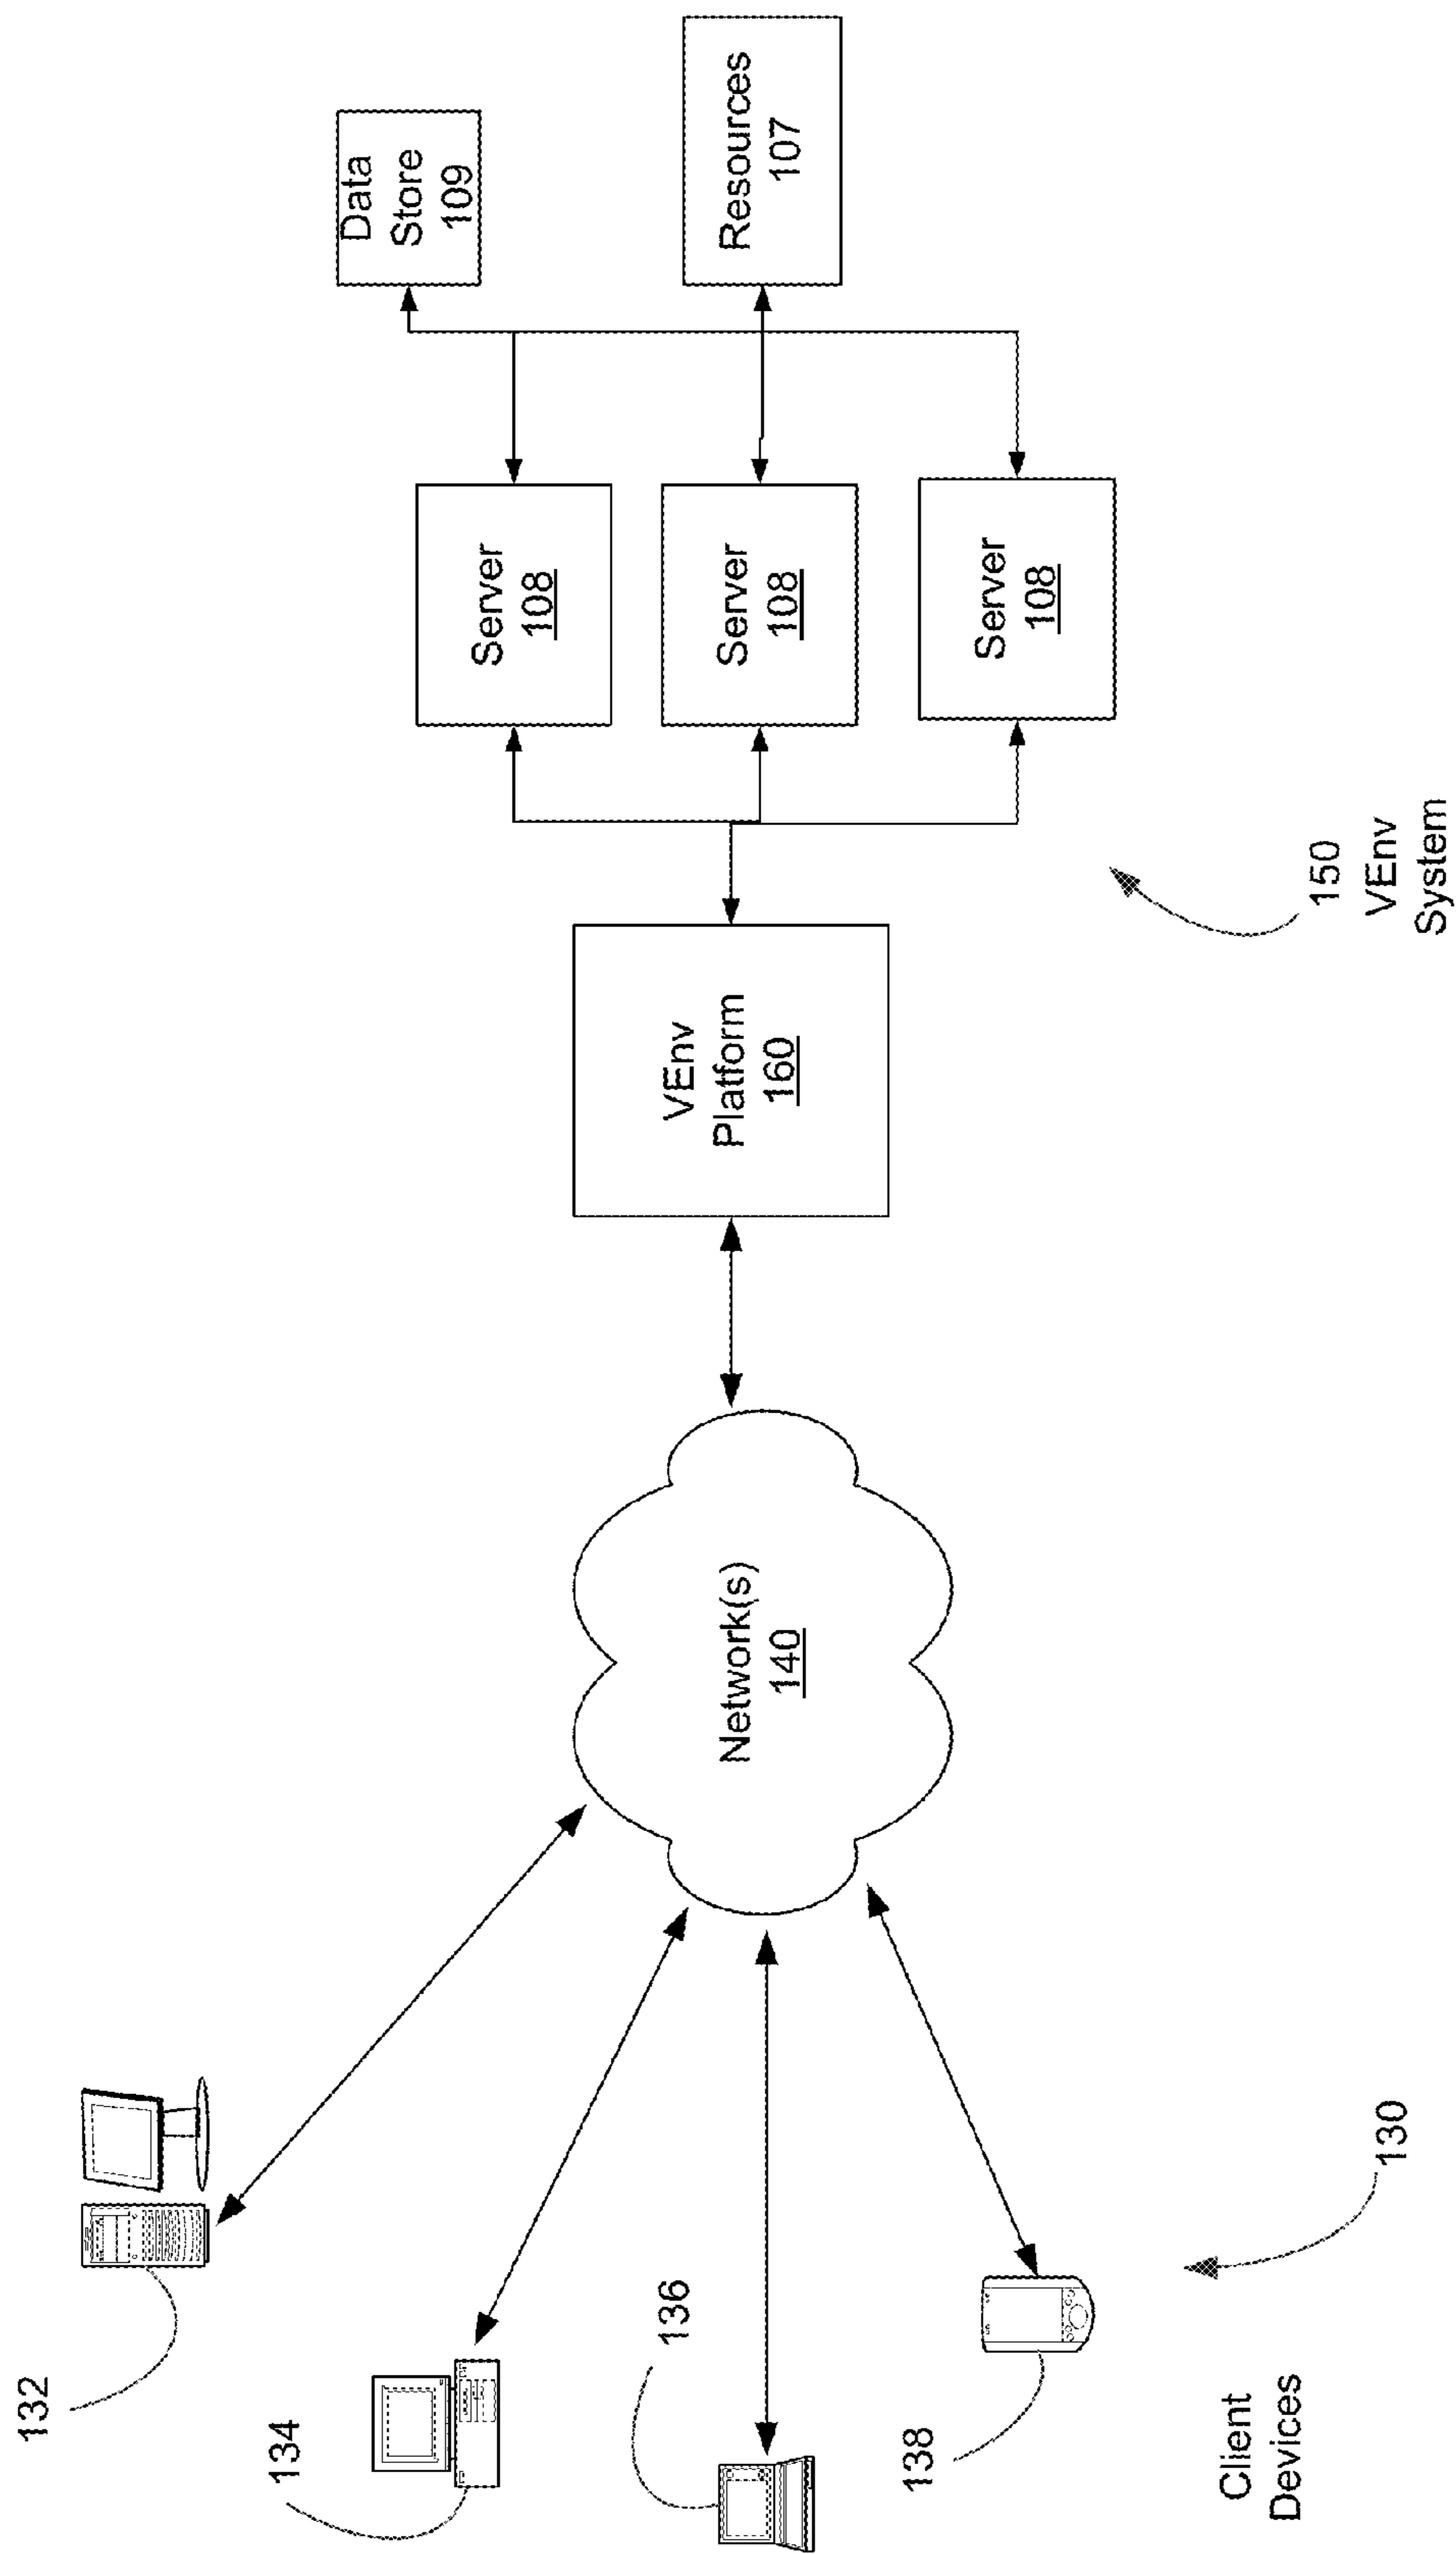 132
134
136
138
Client
Devices
130
Network(s)
140
VEnv
Platform
160
150
VEnv
System
Server
108
Server
108
Server
108
Data
Store
109
Resources
107